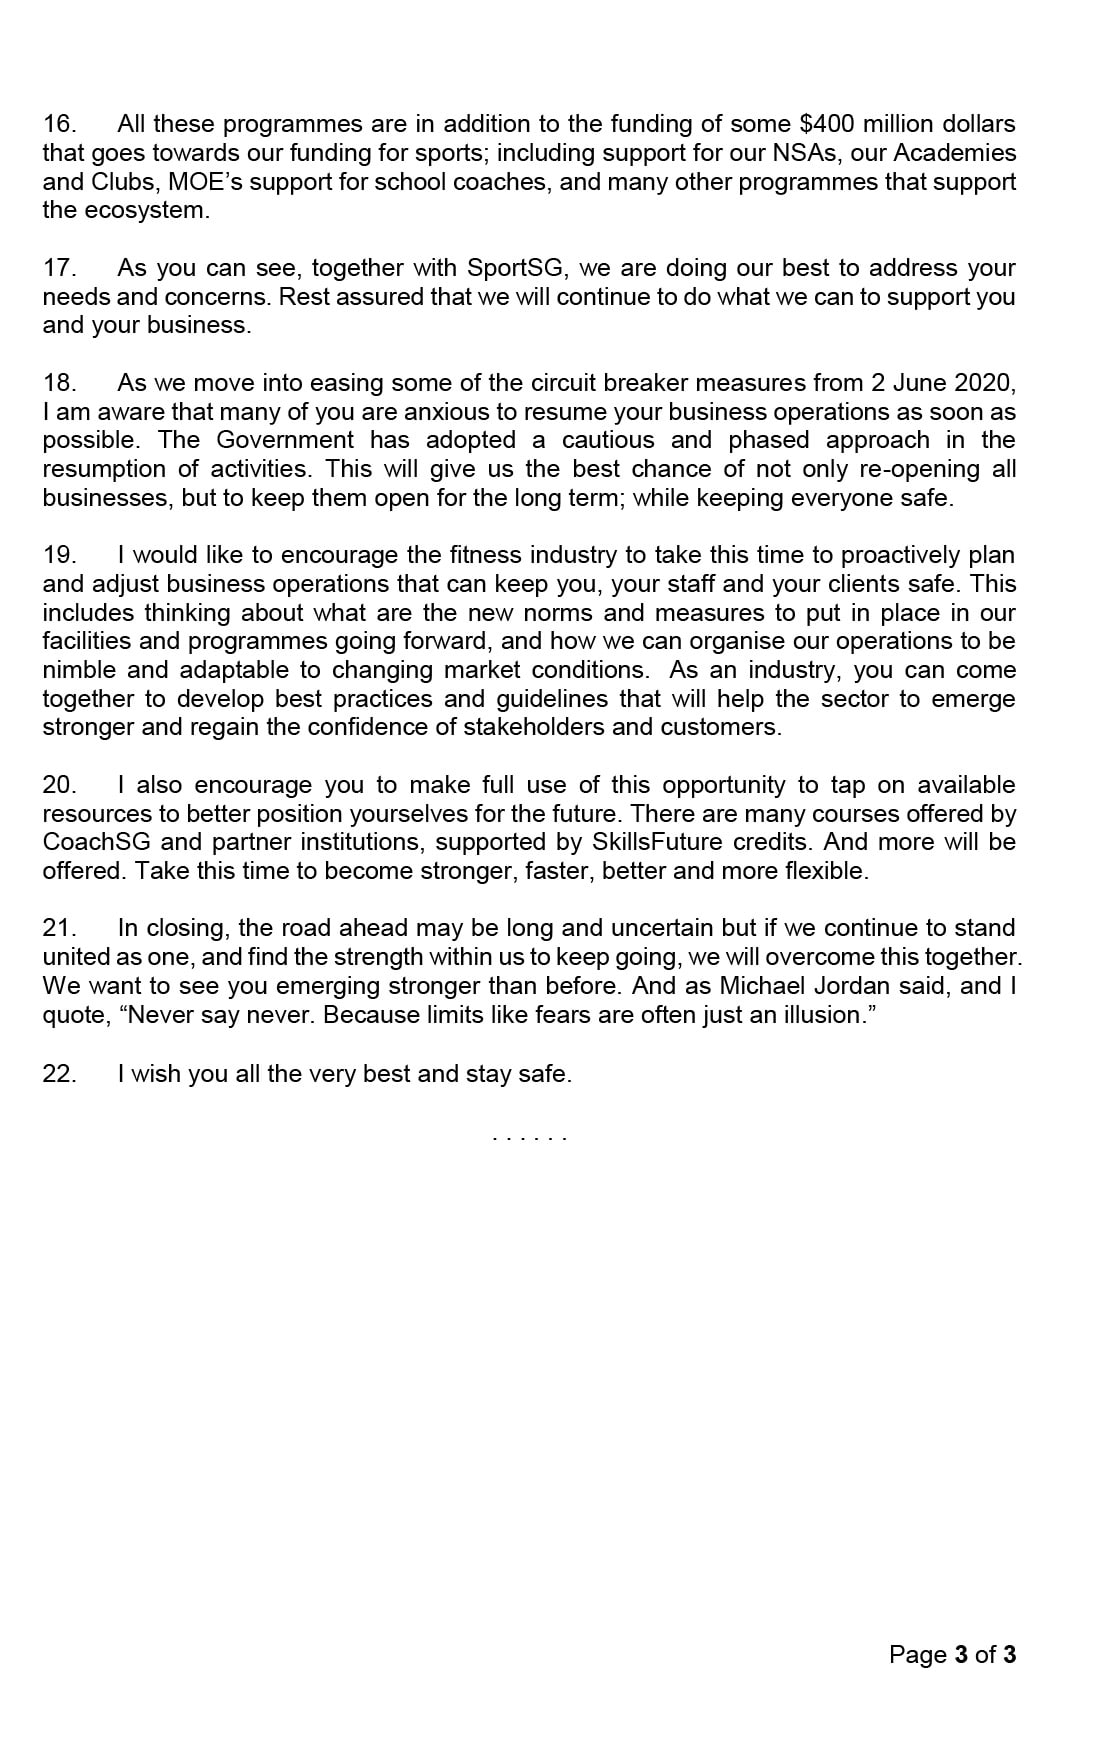 16. All these programmes are in addition to the funding of some $400 million dollars
that goes towards our funding for sports; including support for our NSAs, our Academies
and Clubs, MOE’s support for school coaches, and many other programmes that support
the ecosystem.
17. As you can see, together with SportSG, we are doing our best to address your
needs and concerns. Rest assured that we will continue to do what we can to support you
and your business.
18. As we move into easing some of the circuit breaker measures from 2 June 2020,
I am aware that many of you are anxious to resume your business operations as soon as
possible. The Government has adopted a cautious and phased approach in the
resumption of activities. This will give us the best chance of not only re-opening all
businesses, but to keep them open for the long term; while keeping everyone safe.
19. I would like to encourage the fitness industry to take this time to proactively plan
and adjust business operations that can keep you, your staff and your clients safe. This
includes thinking about what are the new norms and measures to put in place in our
facilities and programmes going forward, and how we can organise our operations to be
nimble and adaptable to changing market conditions. As an industry, you can come
together to develop best practices and guidelines that will help the sector to emerge
stronger and regain the confidence of stakeholders and customers.
20. I also encourage you to make full use of this opportunity to tap on available
resources to better position yourselves for the future. There are many courses offered by
CoachSG and partner institutions, supported by SkillsFuture credits. And more will be
offered. Take this time to become stronger, faster, better and more flexible.
21. In closing, the road ahead may be long and uncertain but if we continue to stand
united as one, and find the strength within us to keep going, we will overcome this together.
We want to see you emerging stronger than before. And as Michael Jordan said, and I
quote, “Never say never. Because limits like fears are often just an illusion.”
22. I wish you all the very best and stay safe.
. . . . . .
Page 3 of 3